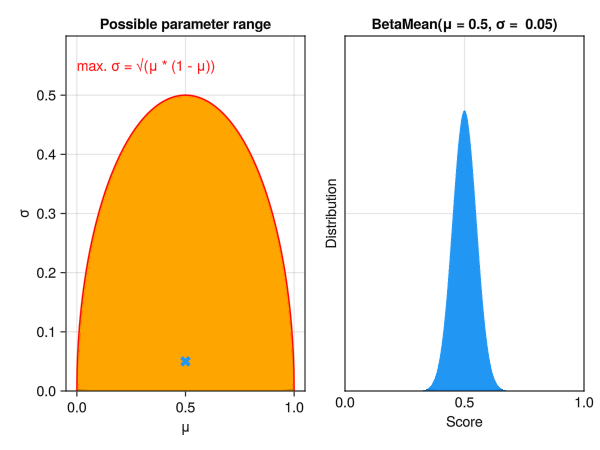 Possible parameter range
max. σ = √(μ * (1 - μ))
0.5
0.4
0.3
0.2
0.1
0.0
σ
0.0 0.5 1.0
μ
BetaMean(μ = 0.5, σ =  0.05)
Distribution
0.0 0.5 1.0
Score